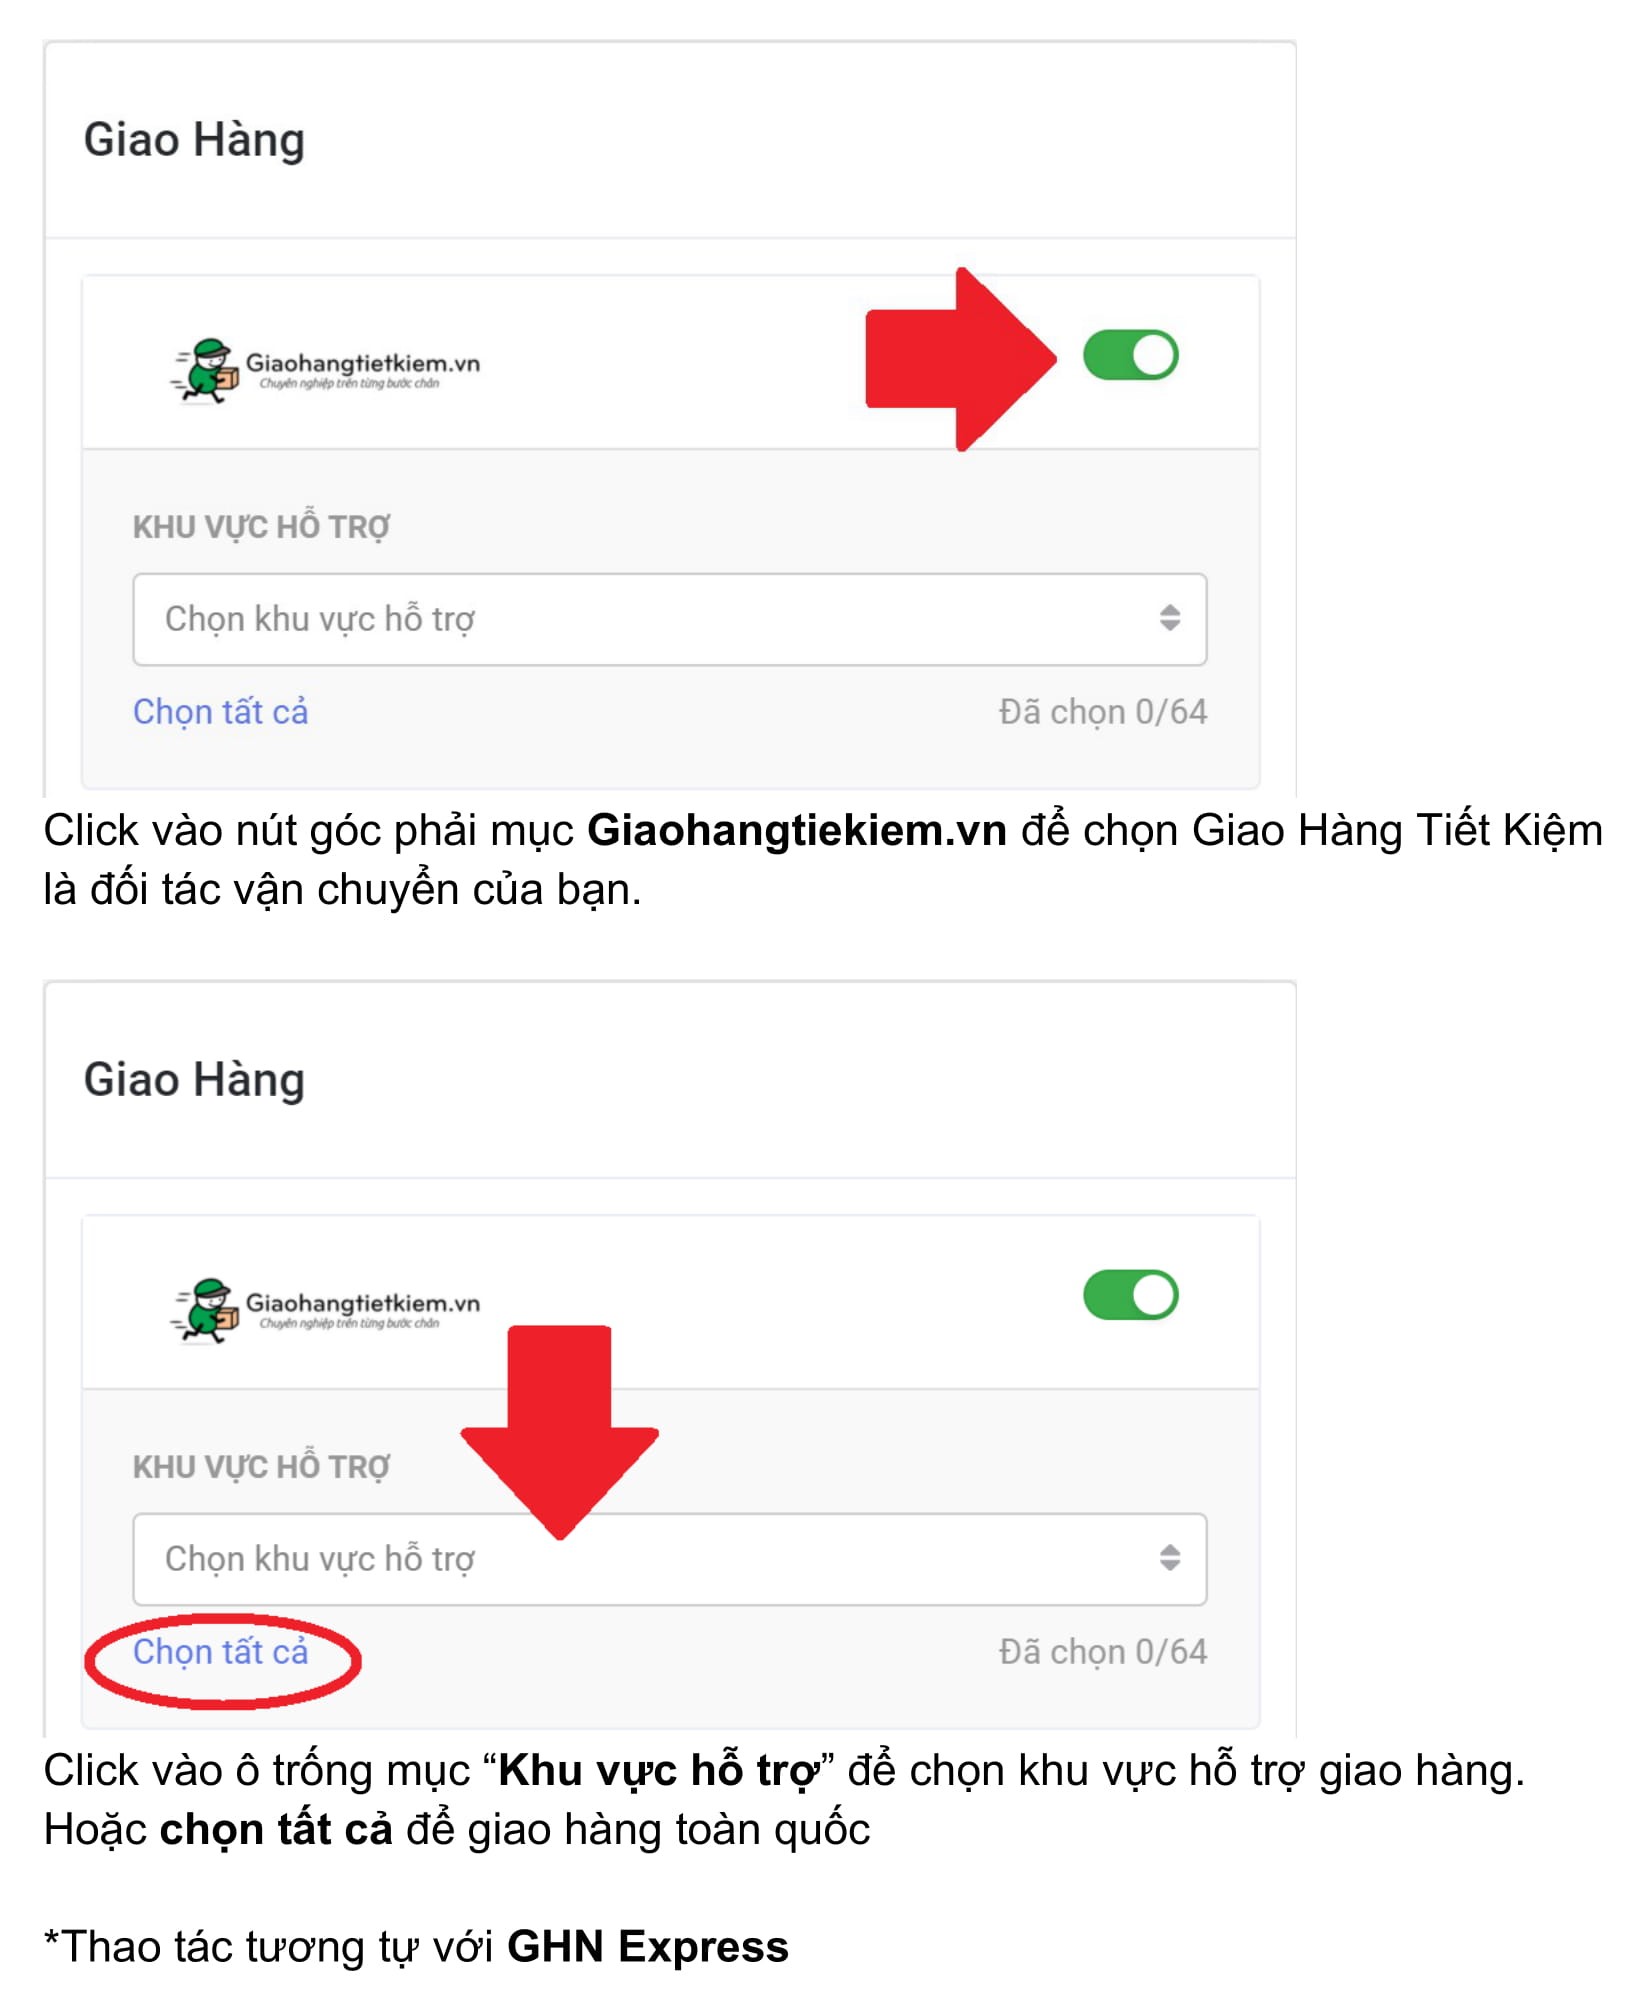 Giao Hàng
Giaohangtietkiem.vn
Chuyên nghiệp trên từng bước chân
KHU VỰC HỖ TRỢ
Chọn khu vực hỗ trợ
Chọn tất cả Đã chọn 0/64
Click vào nút góc phải mục Giaohangtiekiem.vn để chọn Giao Hàng Tiết Kiệm
là đối tác vận chuyển của bạn.
Giao Hàng
Giaohangtietkiem.vn
Chuyên nghiệp trên từng bước chân
KHU VỰC HỖ TRỢ
Chọn khu vực hỗ trợ
Chọn tất cả Đã chọn 0/64
Click vào ô trống mục “Khu vực hỗ trợ” để chọn khu vực hỗ trợ giao hàng.
Hoặc chọn tất cả để giao hàng toàn quốc
*Thao tác tương tự với GHN Express